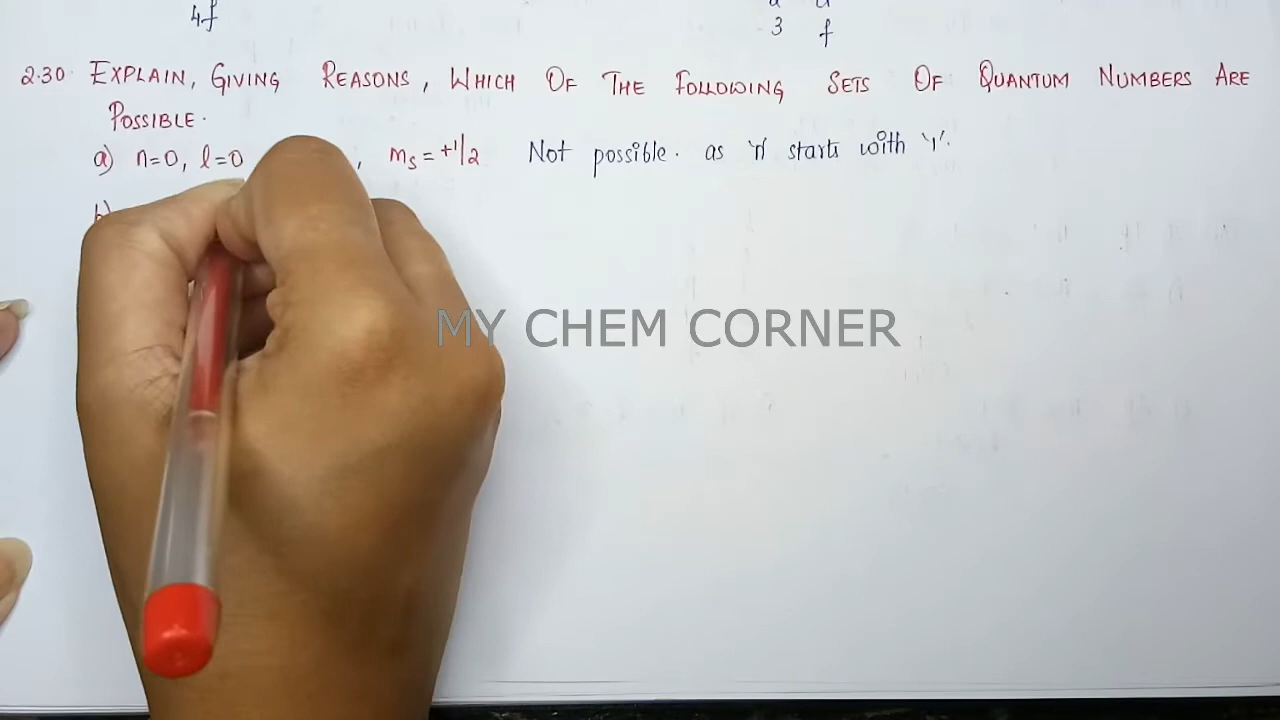 4f
3 f
2.30. EXPLAIN, GIVING REASONS, WHICH OF THE FOLLOWING SETS OF QUANTUM NUMBERS ARE
POSSIBLE.
a) n=0, l=0 , ms = +1/2 Not possible. as 'n' starts with '1'.
b)
MY CHEM CORNER